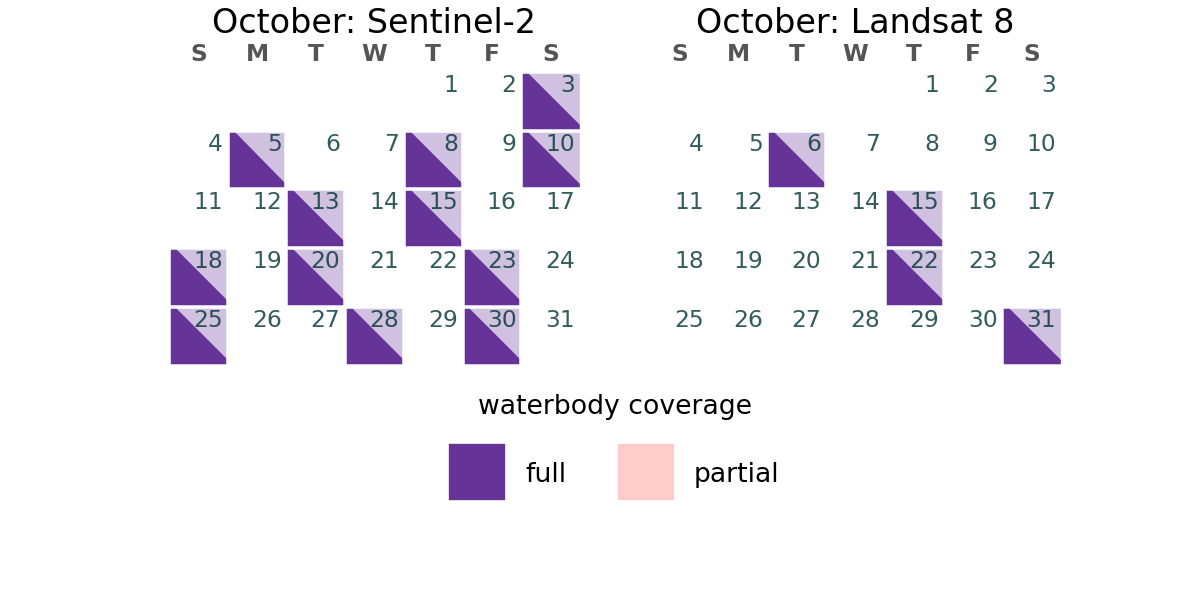 October: Sentinel-2
S M T W T F S
1 2 3
4 5 6 7 8 9 10
11 12 13 14 15 16 17
18 19 20 21 22 23 24
25 26 27 28 29 30 31
October: Landsat 8
S M T W T F S
1 2 3
4 5 6 7 8 9 10
11 12 13 14 15 16 17
18 19 20 21 22 23 24
25 26 27 28 29 30 31
waterbody coverage
full partial